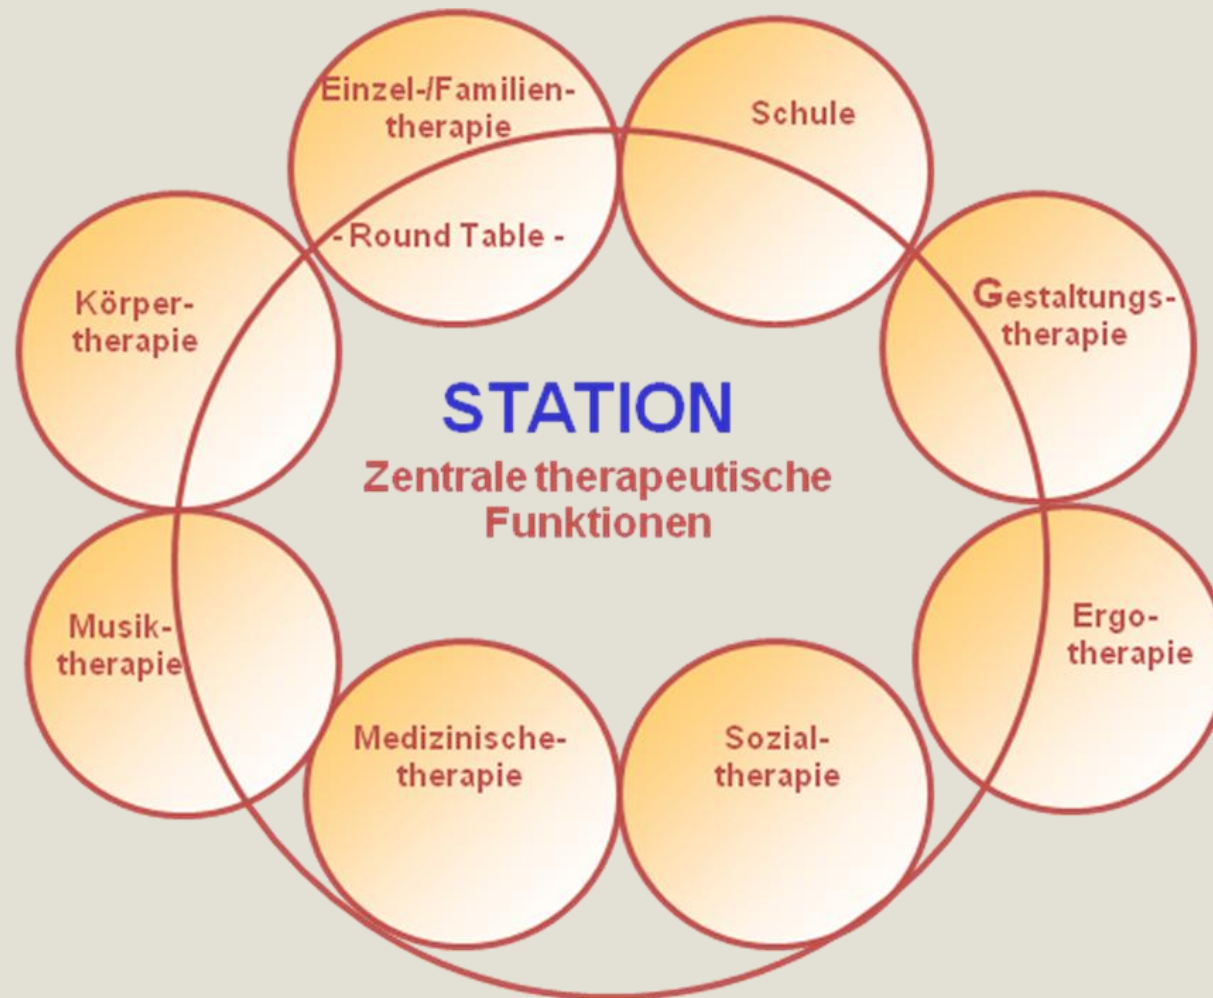 Einzel-/Familien-
therapie
- Round Table -
Schule
Körper-
therapie
Gestaltungs-
therapie
STATION
Zentrale therapeutische
Funktionen
Musik-
therapie
Ergo-
therapie
Medizinische-
therapie
Sozial-
therapie